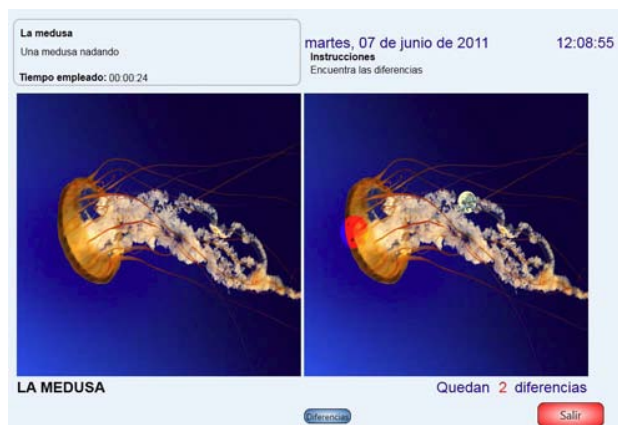 La medusa
Una medusa nadando
Tiempo empleado: 00:00:24
martes, 07 de junio de 2011 12:08:55
Instrucciones
Encuentra las diferencias
LA MEDUSA
Quedan 2 diferencias
Diferencias
Salir